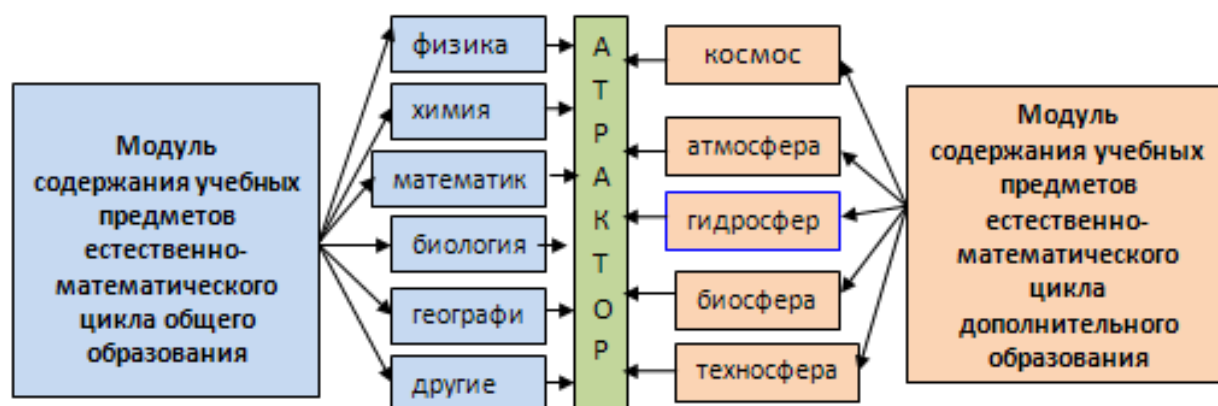 Модуль
содержания учебных
предметов
естественно-
математического
цикла общего
образования
физика
химия
математик
биология
географи
другие
А
Т
Р
А
К
Т
О
Р
космос
атмосфера
гидросфер
биосфера
техносфера
Модуль
содержания учебных
предметов
естественно-
математического
цикла
дополнительного
образования